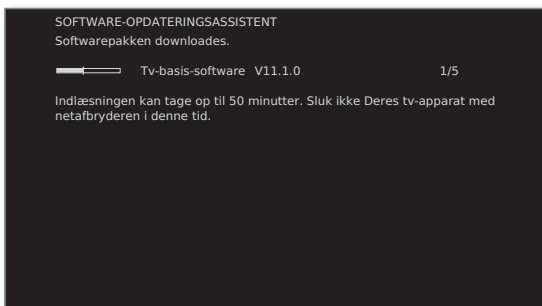 SOFTWARE-OPDATERINGSASSISTENT
Softwarepakken downloades.
Tv-basis-software V11.1.0 1/5
Indlæsningen kan tage op til 50 minutter. Sluk ikke Deres tv-apparat med
netafbryderen i denne tid.